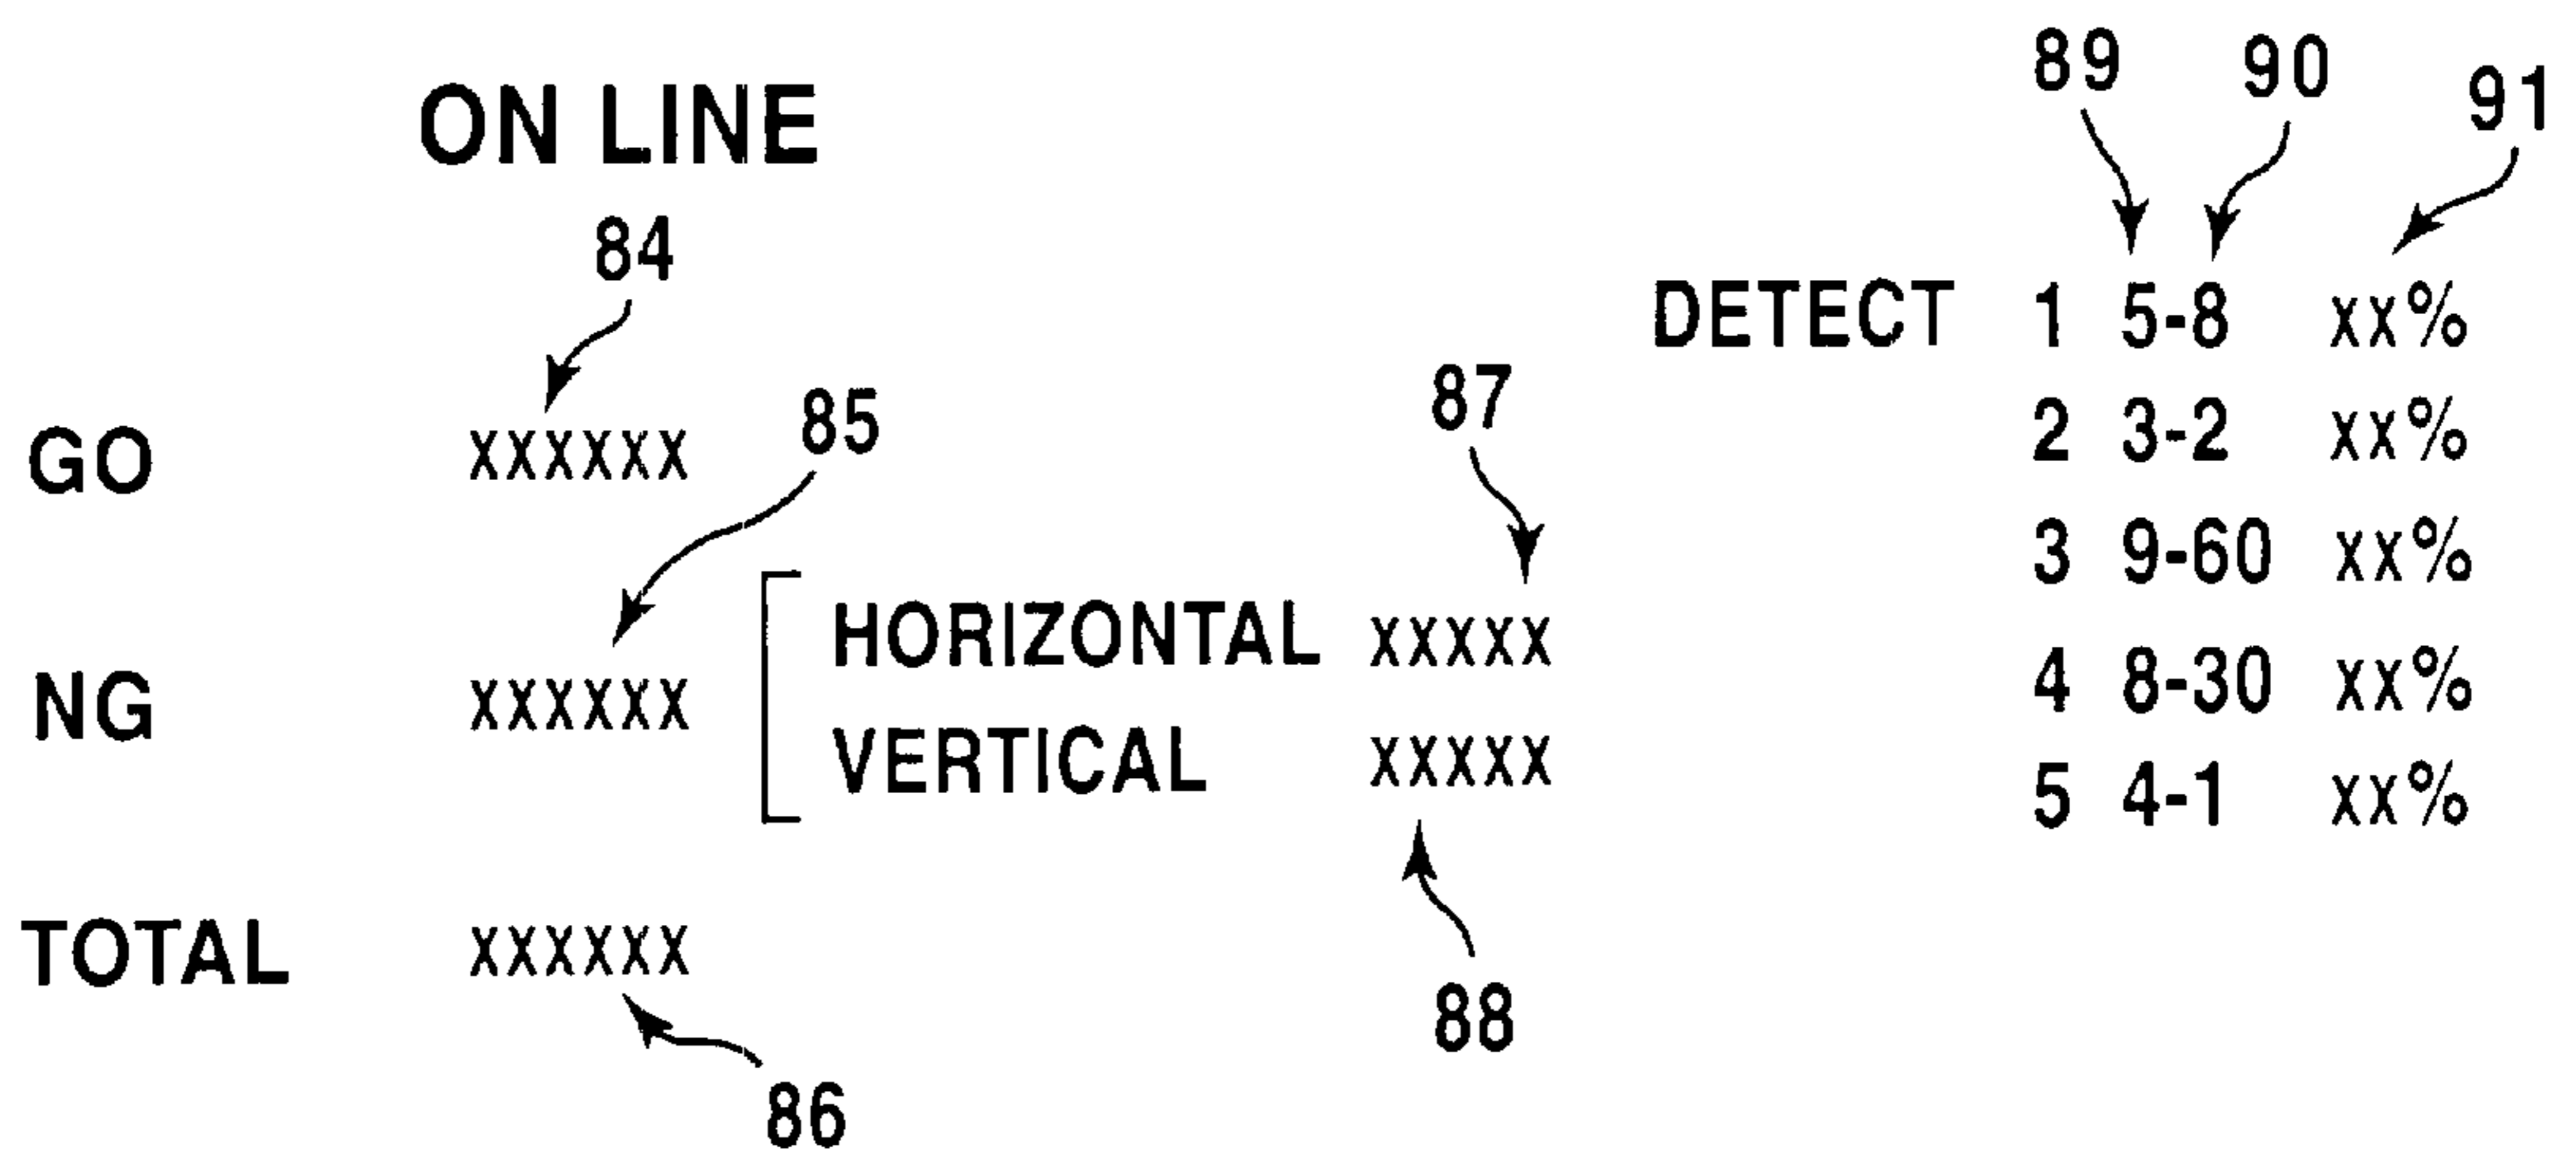 89 90 91
ON LINE
84
DETECT 1 5-8 xx%
87
85
2 3-2 xx%
GO xxxxxx
3 9-60 xx%
HORIZONTAL xxxxx
4 8-30 xx%
NG xxxxxx
VERTICAL xxxxx
5 4-1 xx%
TOTAL xxxxxx
88
86